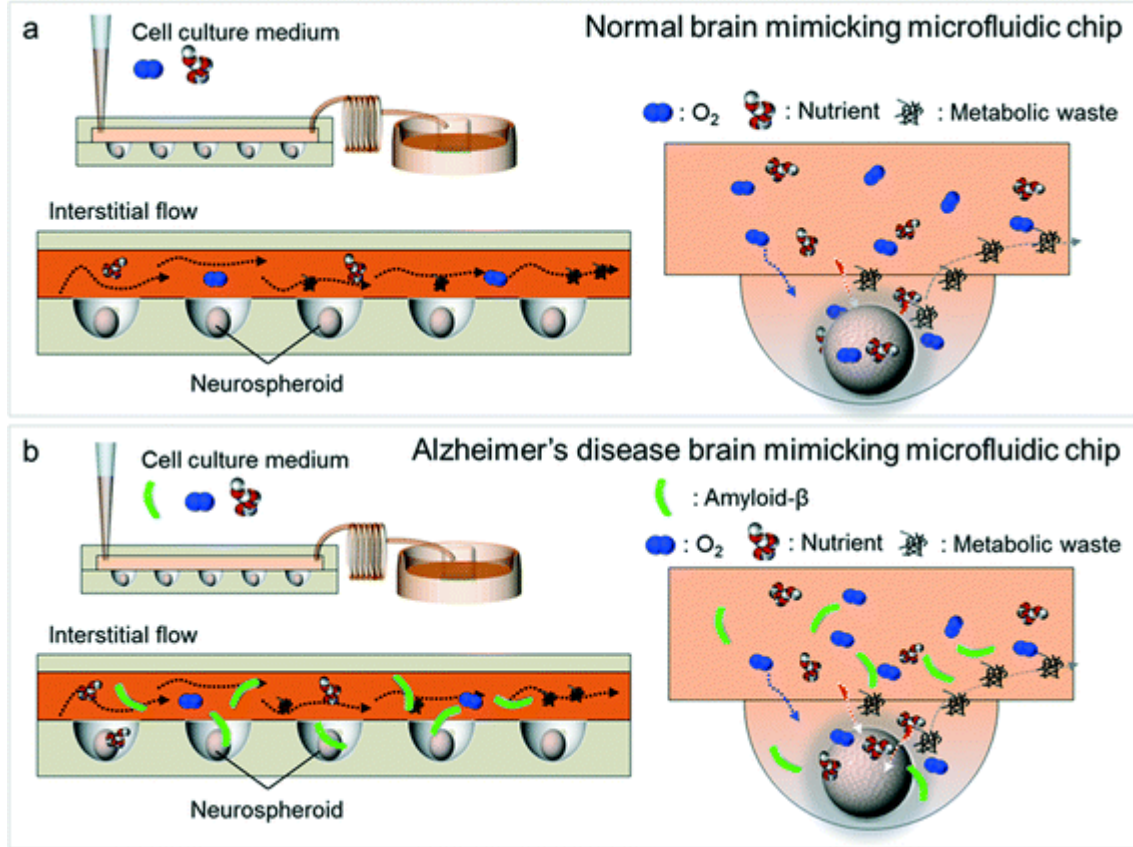 a
Cell culture medium
Normal brain mimicking microfluidic chip
: O₂ : Nutrient : Metabolic waste
Interstitial flow
Neurospheroid
b
Cell culture medium
Alzheimer's disease brain mimicking microfluidic chip
: Amyloid-β
: O₂ : Nutrient : Metabolic waste
Interstitial flow
Neurospheroid